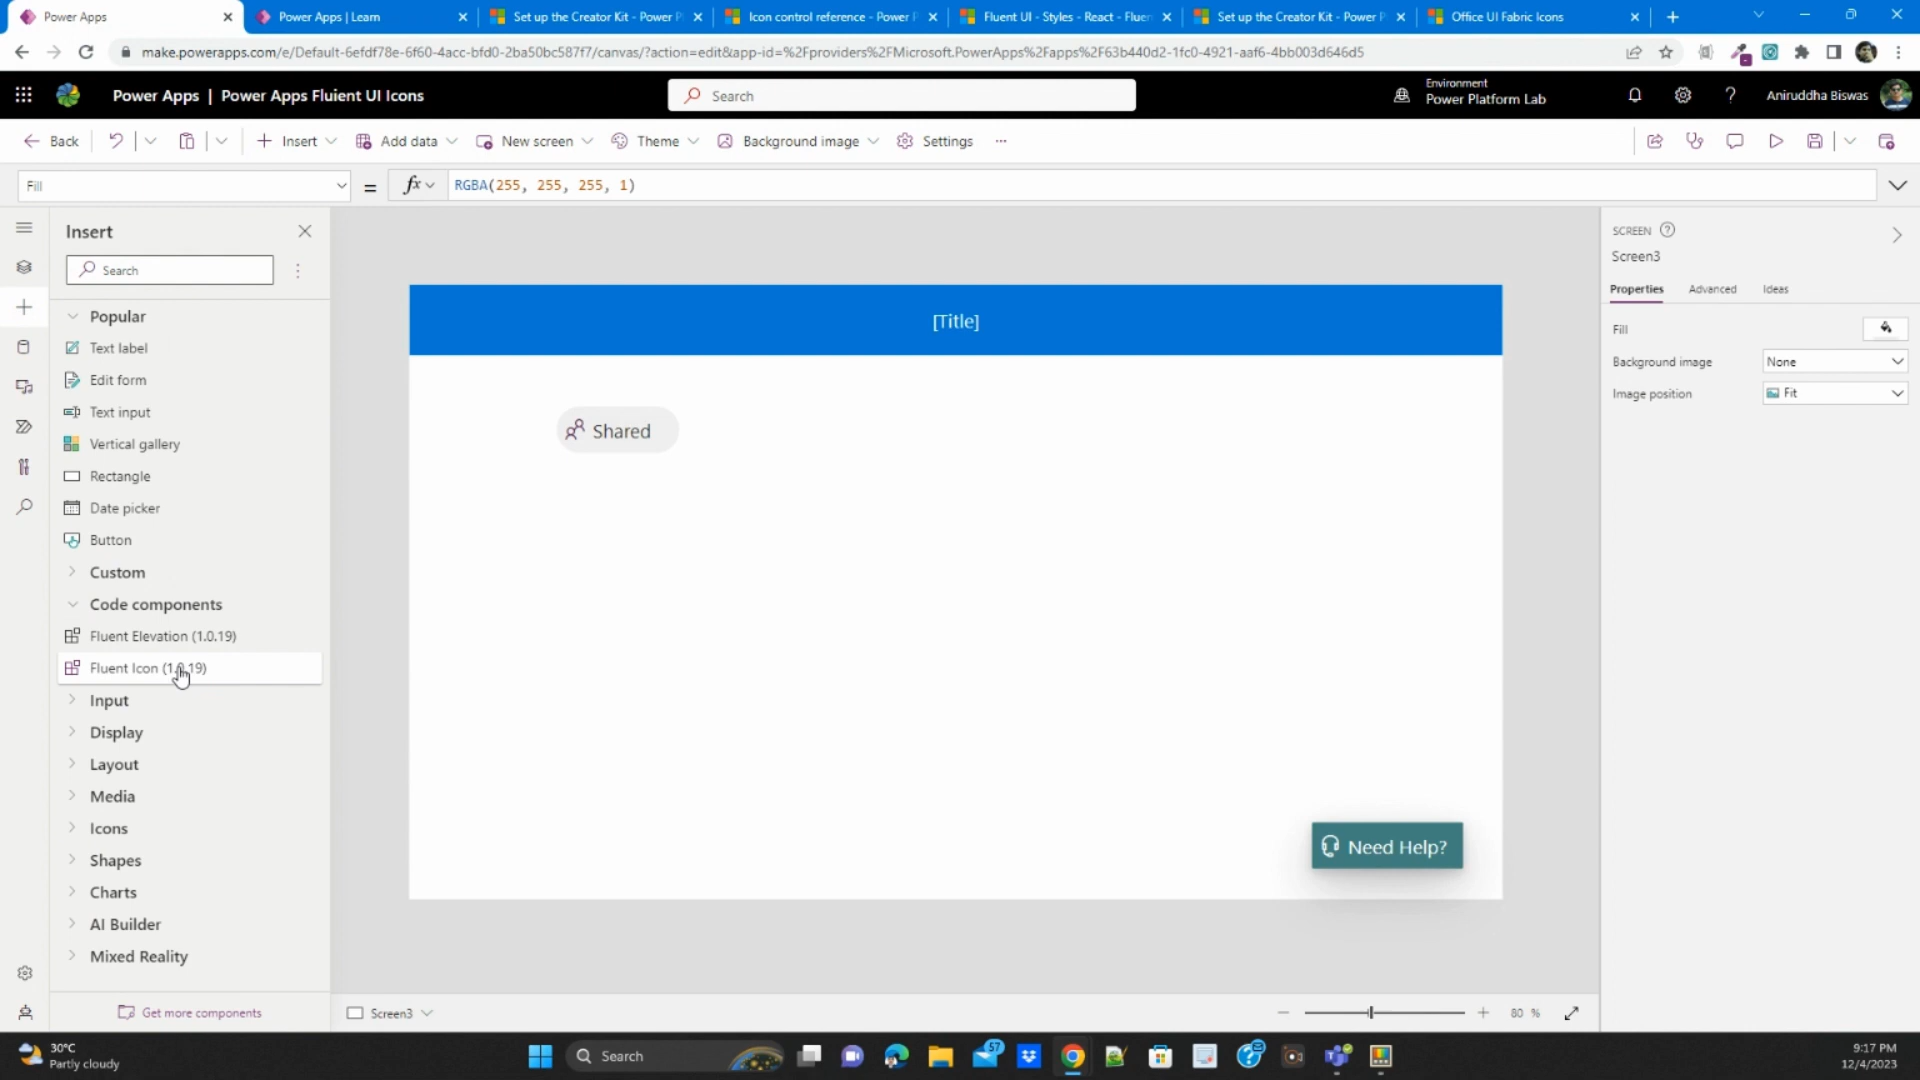 Power Apps
Power Apps | Learn
Set up the Creator Kit - Power P
Icon control reference - Power P
Fluent UI - Styles - React - Fluen
Set up the Creator Kit - Power P
Office UI Fabric Icons
make.powerapps.com/e/Default-6efdf78e-6f60-4acc-bfd0-2ba50bc587f7/canvas/?action=edit&app-id=%2Fproviders%2FMicrosoft.PowerApps%2Fapps%2F63b440d2-1fc0-4921-aaf6-4bb003d646d5
Power Apps | Power Apps Fluient UI Icons
Search
Environment
Power Platform Lab
Aniruddha Biswas
Back
Insert
Add data
New screen
Theme
Background image
Settings
Fill
= fx
RGBA(255, 255, 255, 1)
Insert
Search
Popular
Text label
Edit form
Text input
Vertical gallery
Rectangle
Date picker
Button
Custom
Code components
Fluent Elevation (1.0.19)
Fluent Icon (1.0.19)
Input
Display
Layout
Media
Icons
Shapes
Charts
AI Builder
Mixed Reality
Get more components
[Title]
Shared
Need Help?
SCREEN
Screen3
Properties
Advanced
Ideas
Fill
Background image
None
Image position
Fit
Screen3
80 %
30°C
Partly cloudy
Search
57
9:17 PM
12/4/2023